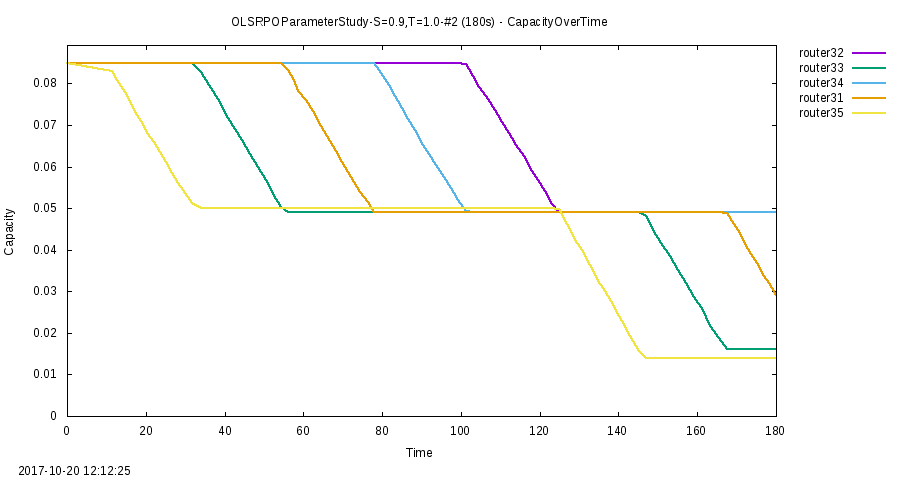 OLSRPOParameterStudy-S=0.9,T=1.0-#2 (180s) - CapacityOverTime
router32
router33
router34
router31
router35
0.08
0.07
0.06
0.05
0.04
0.03
0.02
0.01
0
Capacity
0 20 40 60 80 100 120 140 160 180
Time
2017-10-20 12:12:25